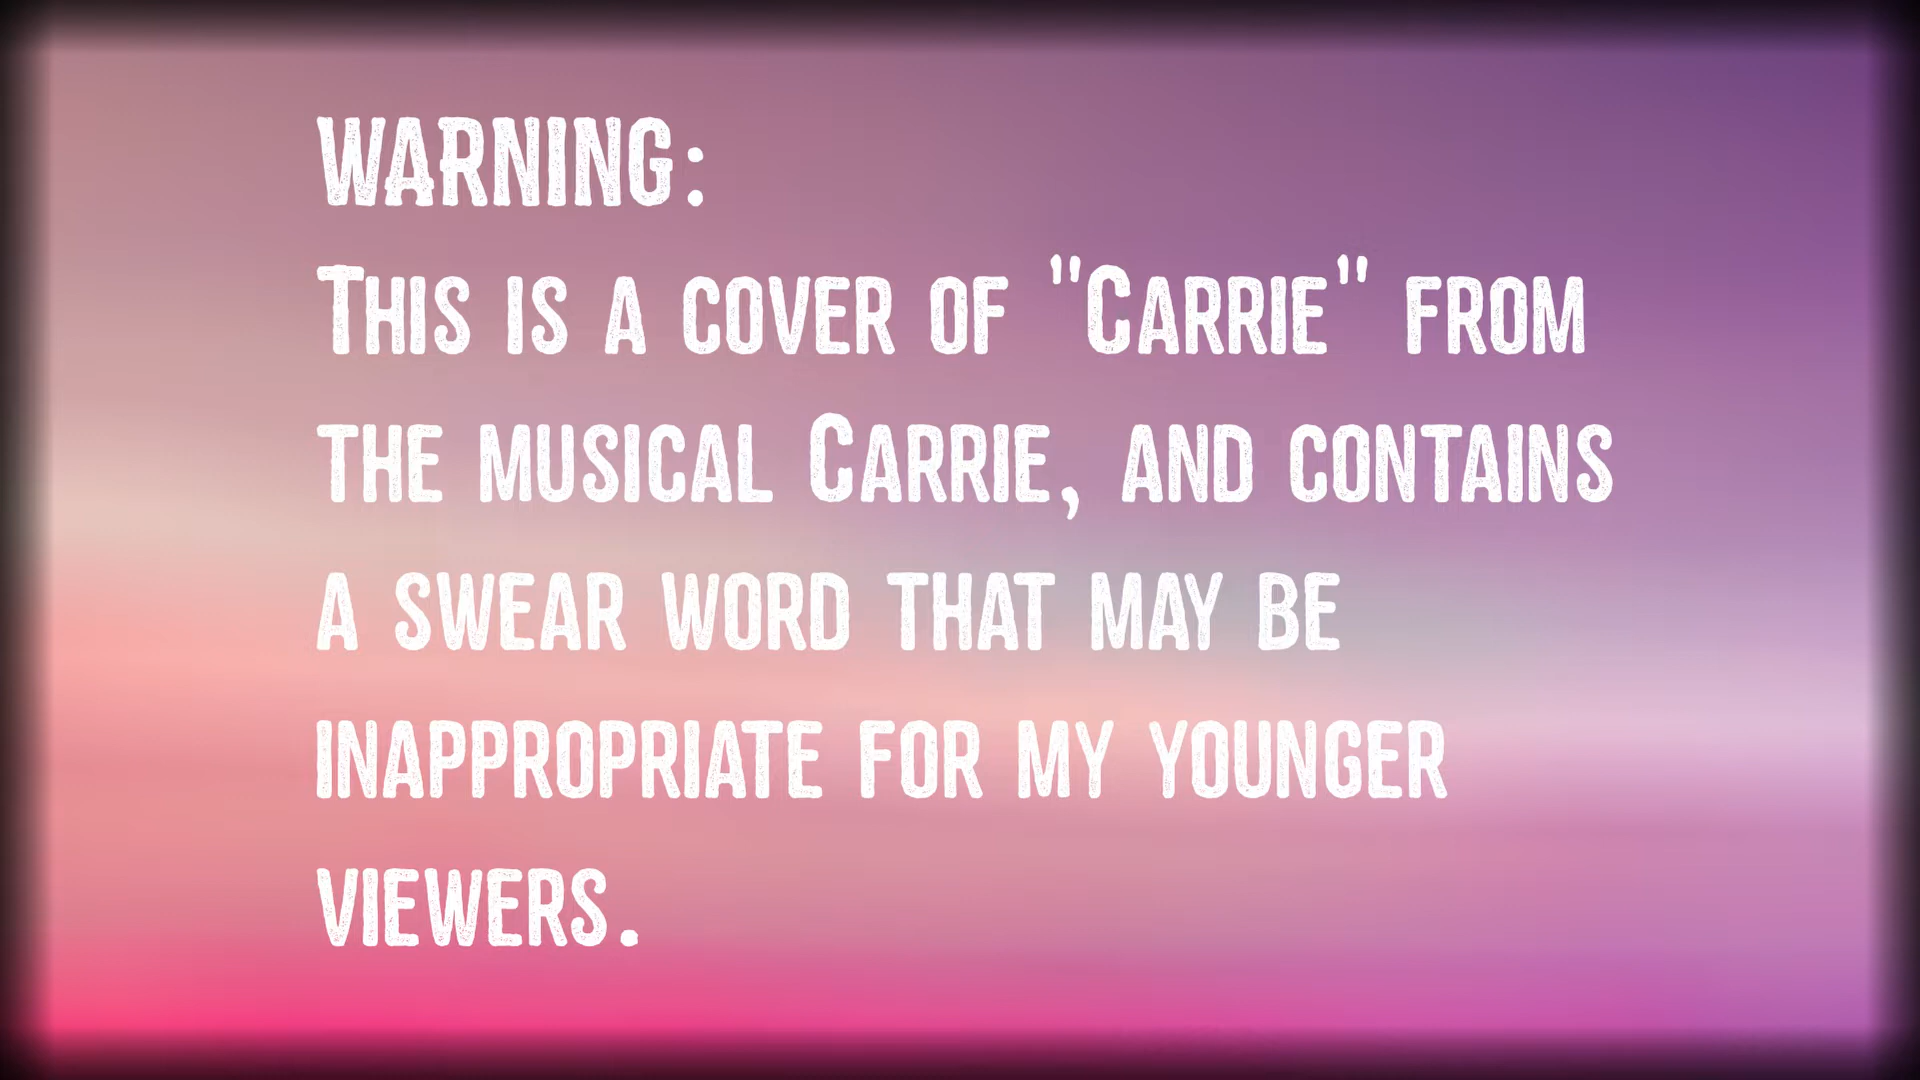 WARNING:
This is a cover of "Carrie" from
the musical Carrie, and contains
a swear word that may be
inappropriate for my younger
viewers.